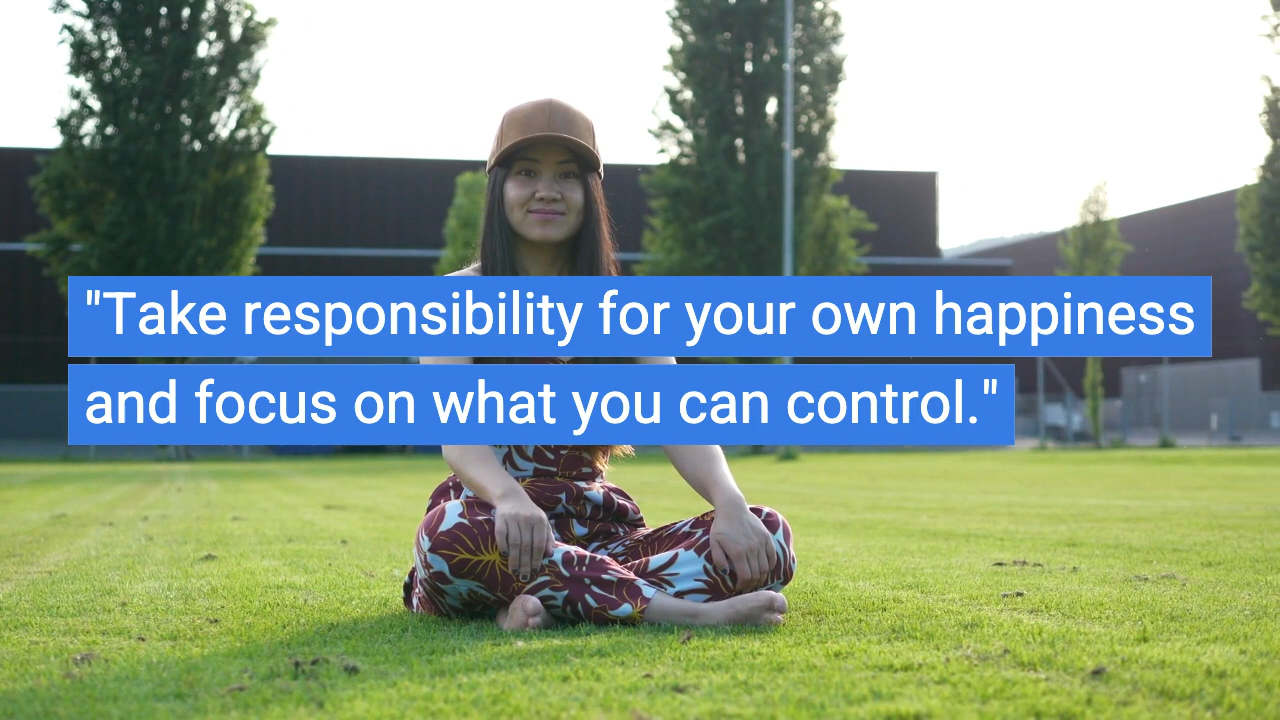 "Take responsibility for your own happiness
and focus on what you can control."